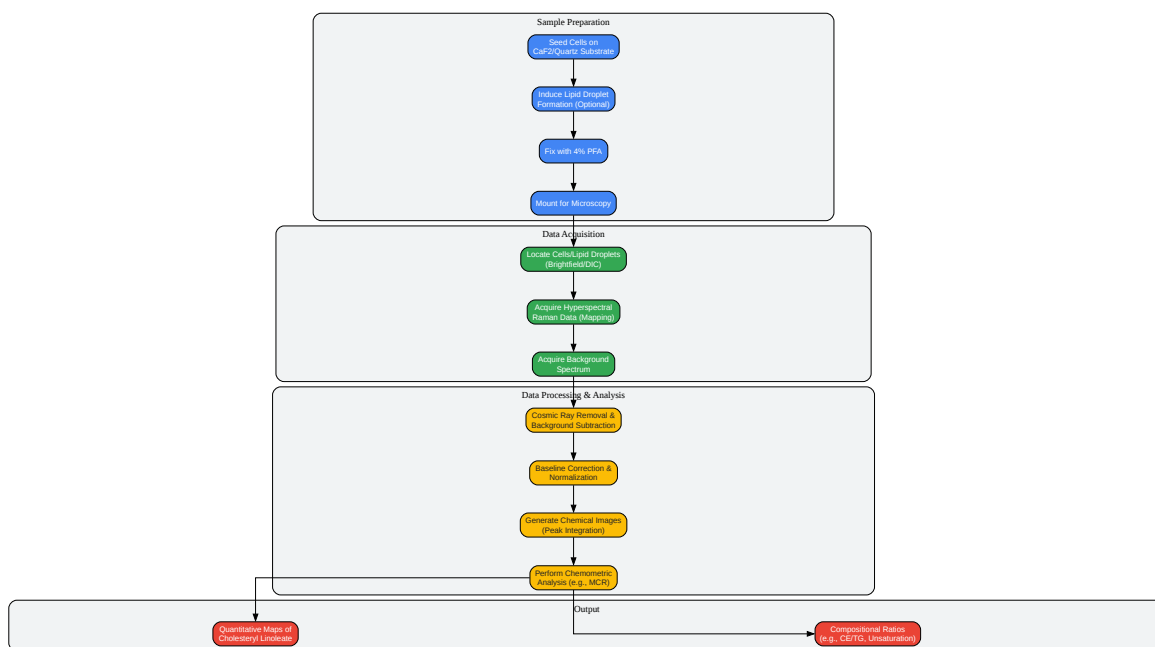 Sample Preparation
Seed Cells on
CaF2/Quartz Substrate
Induce Lipid Droplet
Formation (Optional)
Fix with 4% PFA
Mount for Microscopy
Data Acquisition
Locate Cells/Lipid Droplets
(Brightfield/DIC)
Acquire Hyperspectral
Raman Data (Mapping)
Acquire Background
Spectrum
Data Processing & Analysis
Cosmic Ray Removal &
Background Subtraction
Baseline Correction &
Normalization
Generate Chemical Images
(Peak Integration)
Perform Chemometric
Analysis (e.g., MCR)
Output
Quantitative Maps of
Cholesteryl Linoleate
Compositional Ratios
(e.g., CE/TG, Unsaturation)